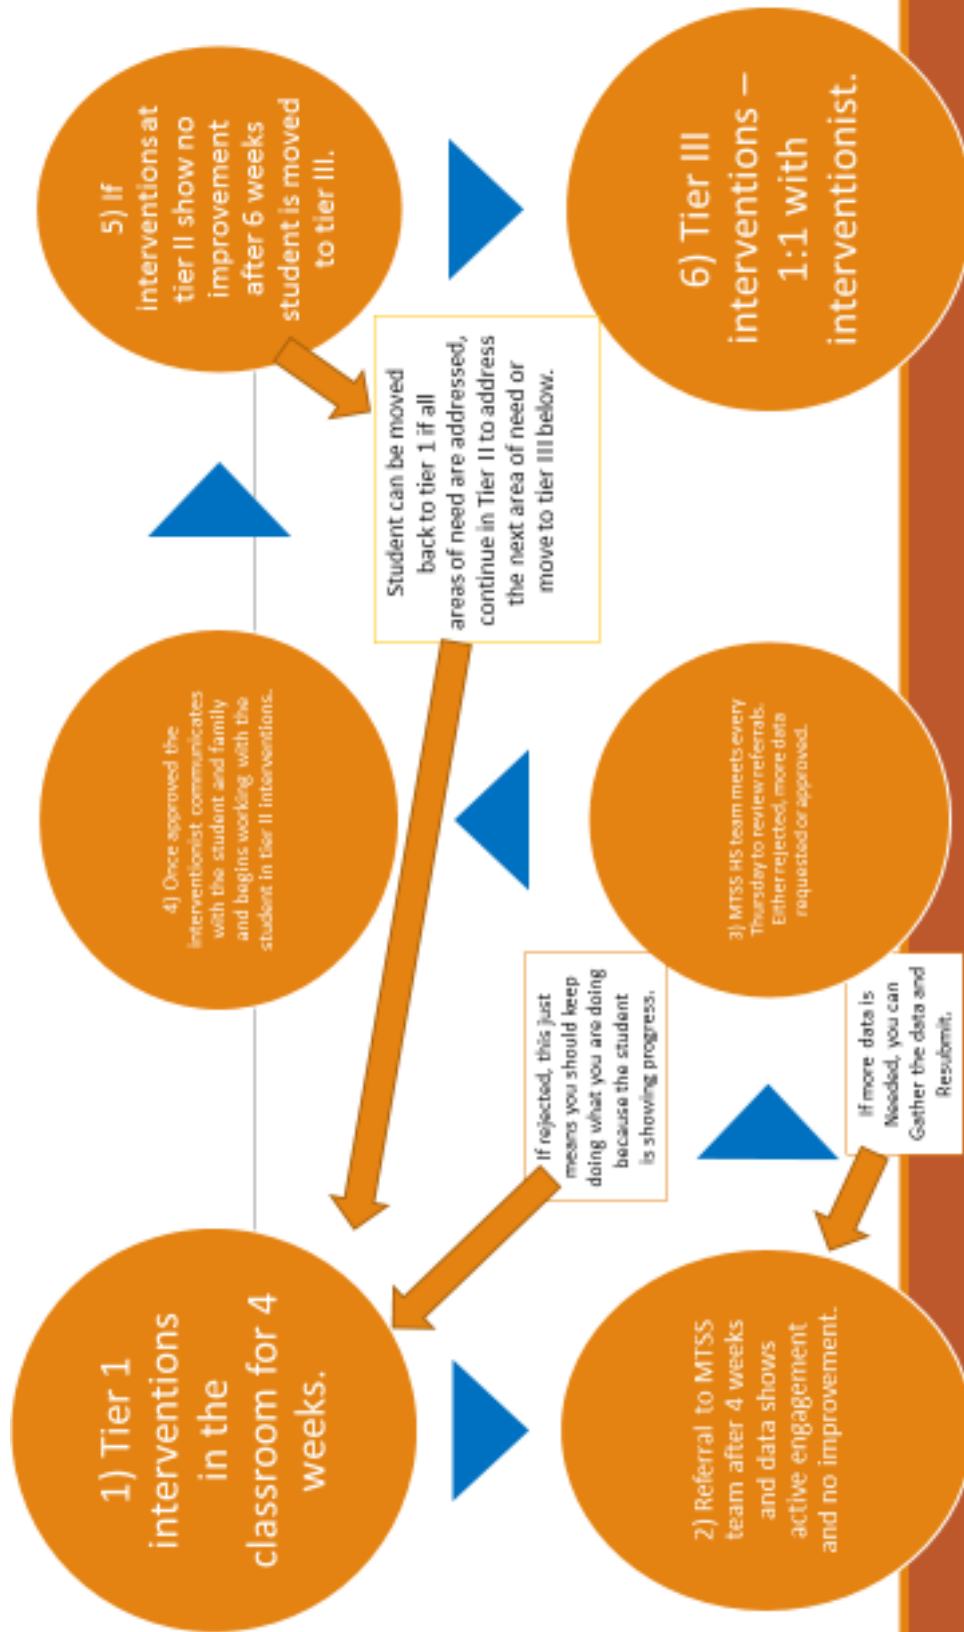 1) Tier 1
interventions
in the
classroom for 4
weeks.
2) Referral to MTSS
team after 4 weeks
and data shows
active engagement
and no improvement.
If rejected, this just
means you should keep
doing what you are doing
because the student
is showing progress.
If more data is
Needed, you can
Gather the data and
Resubmit.
3) MTSS HS team meets every
Thursday to review referrals.
Either rejected, more data
requested or approved.
4) Once approved the
interventionist communicates
with the student and family
and begins working with the
student in tier II interventions.
5) If
interventions at
tier II show no
improvement
after 6 weeks
student is moved
to tier III.
Student can be moved
back to tier 1 if all
areas of need are addressed,
continue in Tier II to address
the next area of need or
move to tier III below.
6) Tier III
interventions –
1:1 with
interventionist.